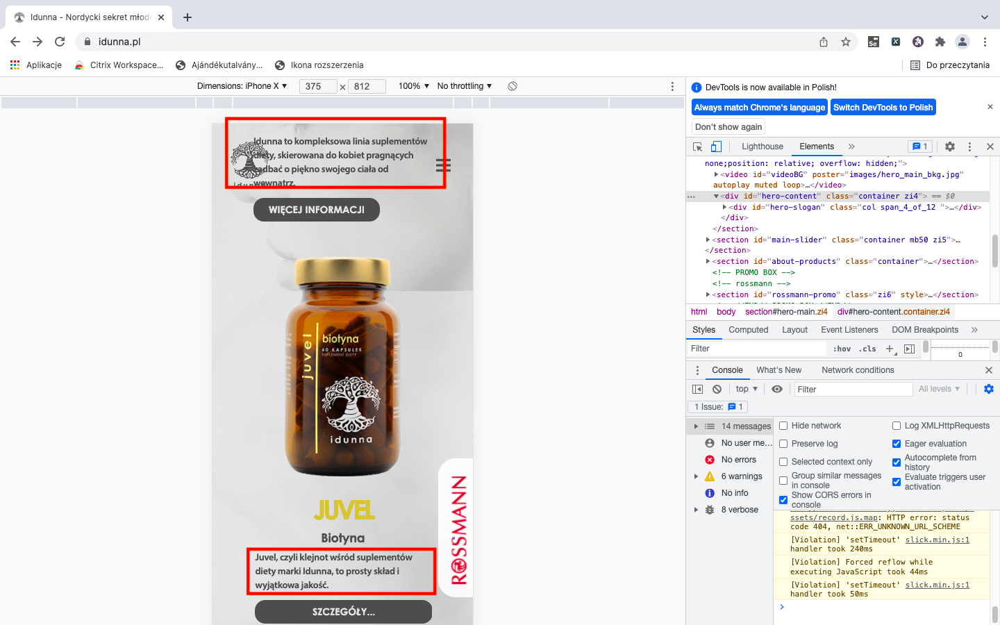 Idunna - Nordycki sekret młodo
idunna.pl
Aplikacje
Citrix Workspace...
Ajándékutalvány...
Ikona rozszerzenia
Do przeczytania
Dimensions: iPhone X ▼ 375 × 812 100% ▼ No throttling ▼
Idunna to kompleksowa linia suplementów
diety, skierowana do kobiet pragnących
zadbać o piękno swojego ciała od
wewnątrz.
idunna
WIĘCEJ INFORMACJI
juvel
biotyna
60 KAPSUŁEK
SUPLEMENT DIETY
idunna
ROSSMANN
JUVEL
Biotyna
Juvel, czyli klejnot wśród suplementów
diety marki Idunna, to prosty skład i
wyjątkowa jakość.
SZCZEGÓŁY...
DevTools is now available in Polish!
Always match Chrome's language
Switch DevTools to Polish
Don't show again
Lighthouse Elements » 1
none;position: relative; overflow: hidden;">
<video id="videoBG" poster="images/hero_main_bkg.jpg"
autoplay muted loop>…</video>
<div id="hero-content" class="container zi4"> == $0
<div id="hero-slogan" class="col span_4_of_12 ">…</div>
</div>
</section>
<section id="main-slider" class="container mb50 zi5">…
</section>
<section id="about-products" class="container">…</section>
<!-- PROMO BOX -->
<!-- rossmann -->
<section id="rossmann-promo" class="zi6" style>…</section>
html body section#hero-main.zi4 div#hero-content.container.zi4
Styles Computed Layout Event Listeners DOM Breakpoints »
Filter :hov .cls +
0
Console What's New Network conditions
top ▼ Filter All levels ▼
1 Issue: 1
14 messages
No user me...
No errors
6 warnings
No info
8 verbose
Hide network
Log XMLHttpRequests
Preserve log
Eager evaluation
Selected context only
Autocomplete from
history
Group similar messages
in console
Evaluate triggers user
activation
Show CORS errors in
console
ssets/record.js.map: HTTP error: status
code 404, net::ERR_UNKNOWN_URL_SCHEME
[Violation] 'setTimeout' slick.min.js:1
handler took 240ms
[Violation] Forced reflow while
executing JavaScript took 44ms
[Violation] 'setTimeout' slick.min.js:1
handler took 50ms